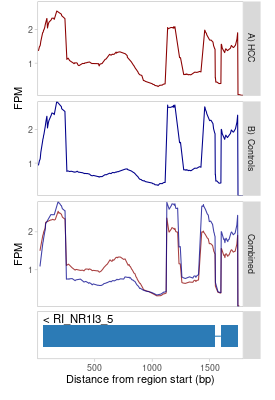 2
1
FPM
A) HCC
2
1
B) Controls
2
1
FPM
Combined
< RI_NR1I3_5
500
1000
1500
Distance from region start (bp)